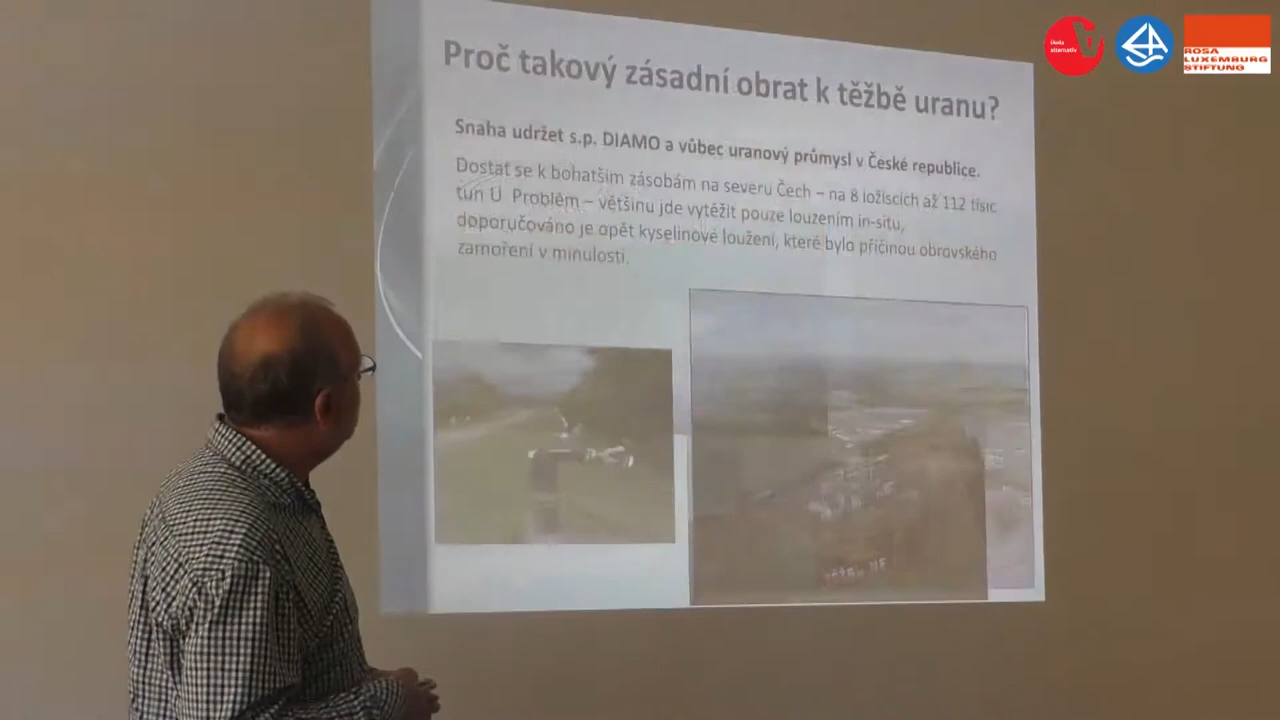 Proč takový zásadní obrat k těžbě uranu?
Snaha udržet s.p. DIAMO a vůbec uranový průmysl v České republice.
Dostat se k bohatším zásobám na severu Čech – na 8 ložiscích až 112 tisíc
tun U Problém – většinu jde vytěžit pouze loužením in-situ,
doporučováno je opět kyselinové loužení, které bylo příčinou obrovského
zamoření v minulosti.
škola
alternativ
ROSA
LUXEMBURG
STIFTUNG